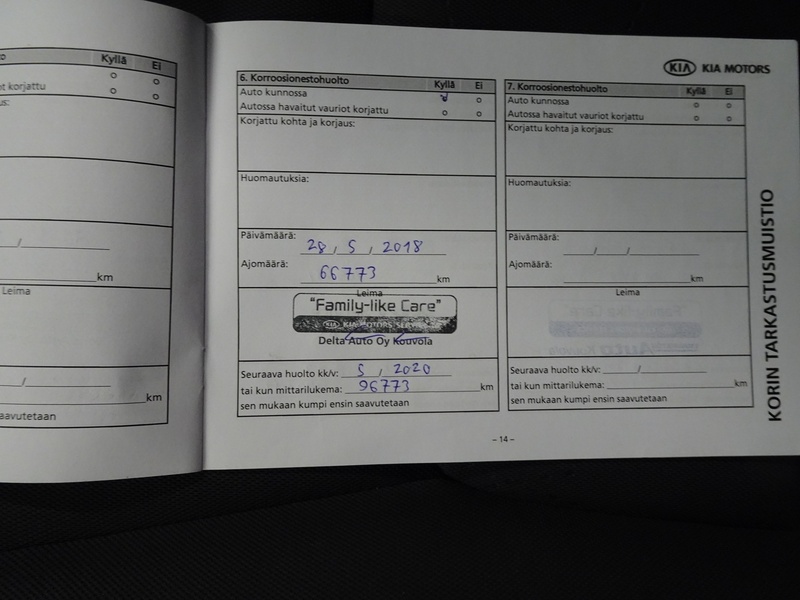 Kyllä Ei
t korjattu
us:
km
Leima
km
aavutetaan
KIA KIA MOTORS
6. Korroosionestohuolto Kyllä Ei
Auto kunnossa
Autossa havaitut vauriot korjattu
Korjattu kohta ja korjaus:
Huomautuksia:
Päivämäärä: 28 / 5 / 2018
Ajomäärä: 66773 km
Leima
"Family-like Care"
KIA KIA MOTORS
Delta Auto Oy Kouvola
Seuraava huolto kk/v: 5 / 2020
tai kun mittarilukema: 96773 km
sen mukaan kumpi ensin saavutetaan
7. Korroosionestohuolto Kyllä Ei
Auto kunnossa
Autossa havaitut vauriot korjattu
Korjattu kohta ja korjaus:
Huomautuksia:
Päivämäärä: / /
Ajomäärä: km
Leima
Seuraava huolto kk/v: /
tai kun mittarilukema: km
sen mukaan kumpi ensin saavutetaan
KORIN TARKASTUSMUISTIO
– 14 –